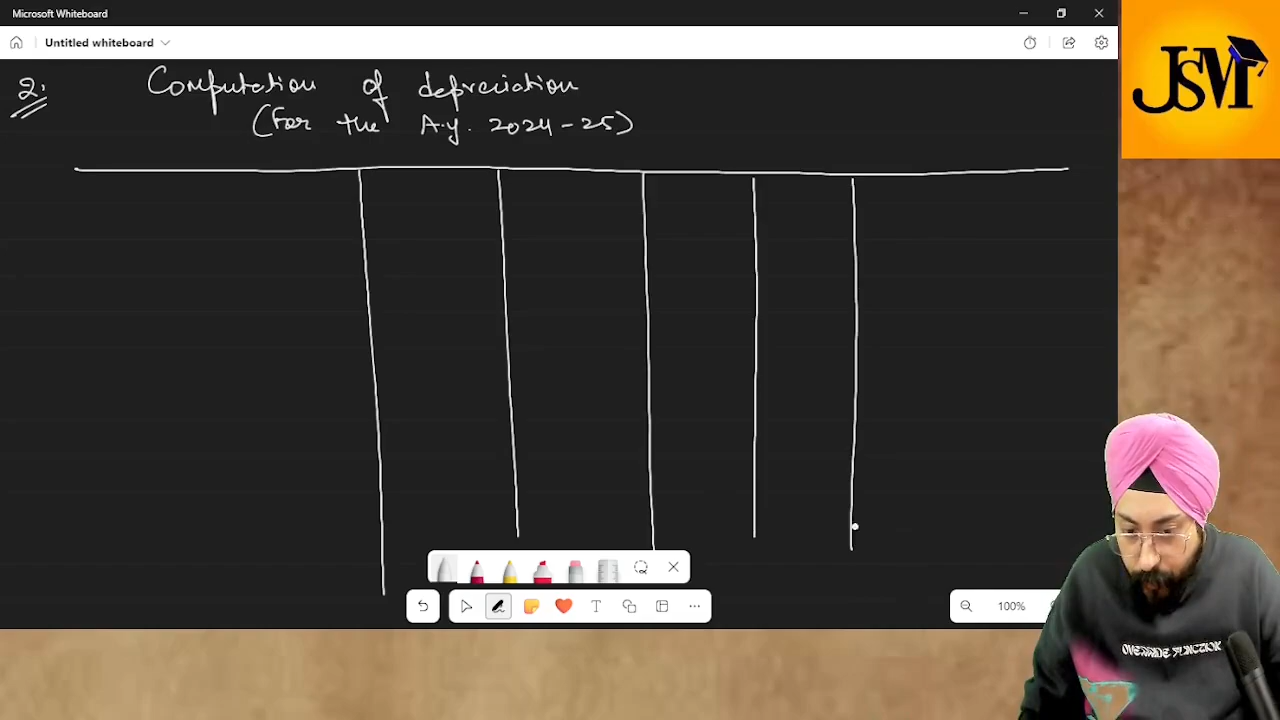 Microsoft Whiteboard
Untitled whiteboard
JSM
2.
Computation of depreciation
(For the A.y. 2024-25)
100%